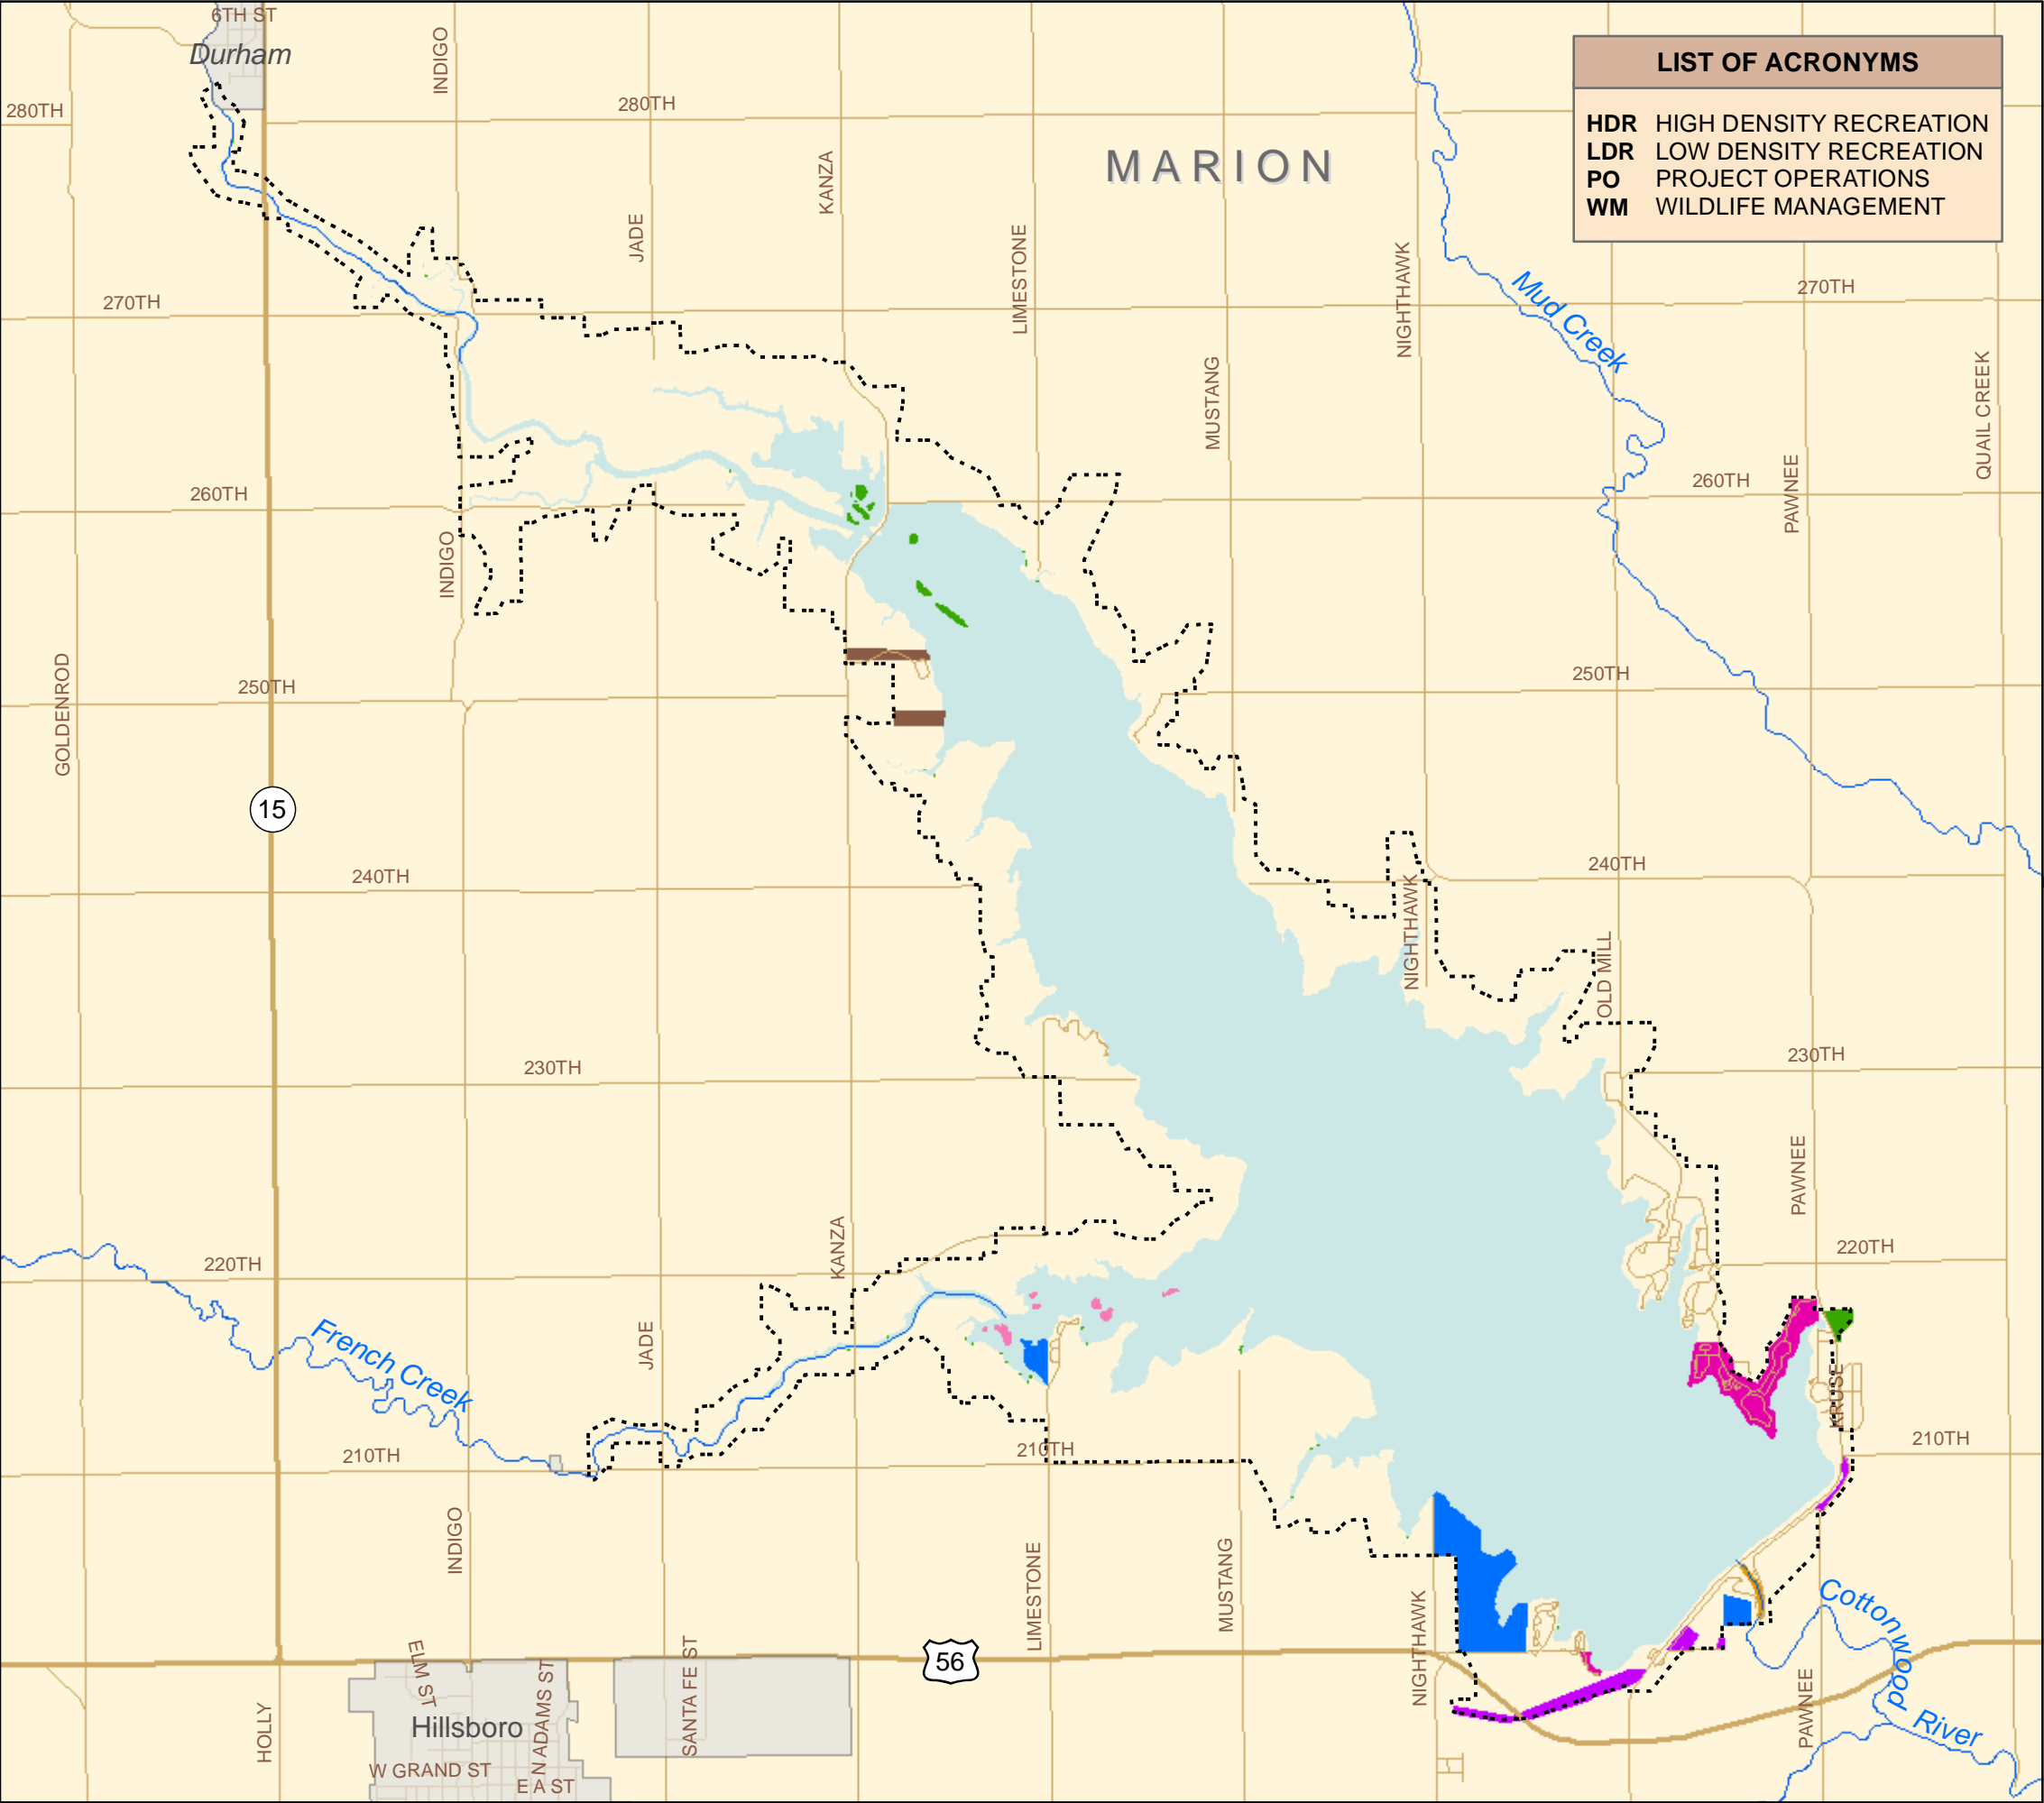 6TH ST
Durham
INDIGO
LIST OF ACRONYMS
280TH
280TH
HDR HIGH DENSITY RECREATION
LDR LOW DENSITY RECREATION
PO PROJECT OPERATIONS
WM WILDLIFE MANAGEMENT
MARION
KANZA
JADE
LIMESTONE
NIGHTHAWK
270TH
270TH
Mud Creek
MUSTANG
QUAIL CREEK
260TH
260TH
PAWNEE
INDIGO
GOLDENROD
250TH
250TH
15
240TH
240TH
NIGHTHAWK
OLD MILL
230TH
230TH
PAWNEE
KANZA
220TH
220TH
French Creek
JADE
KRUSE
210TH
210TH
210TH
INDIGO
LIMESTONE
MUSTANG
NIGHTHAWK
Cottonwood River
56
ELM ST
N ADAMS ST
SANTA FE ST
HOLLY
Hillsboro
PAWNEE
W GRAND ST
E A ST